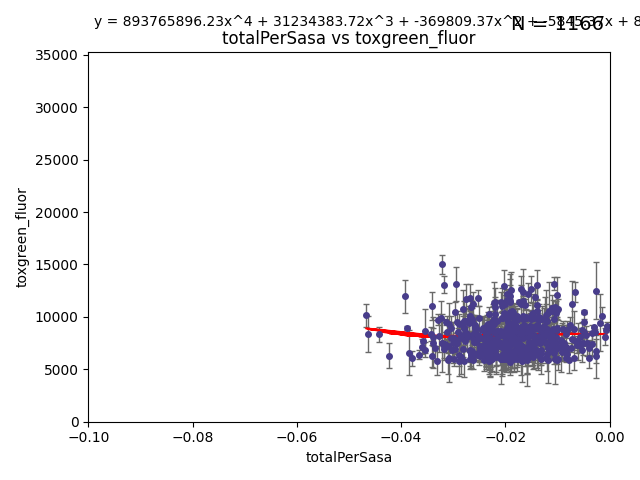 y = 893765896.23x^4 + 31234383.72x^3 + -369809.37x^2 + -5845.37x + 8
N = 1166
totalPerSasa vs toxgreen_fluor
35000
30000
25000
20000
15000
10000
5000
0
toxgreen_fluor
−0.10
−0.08
−0.06
−0.04
−0.02
0.00
totalPerSasa